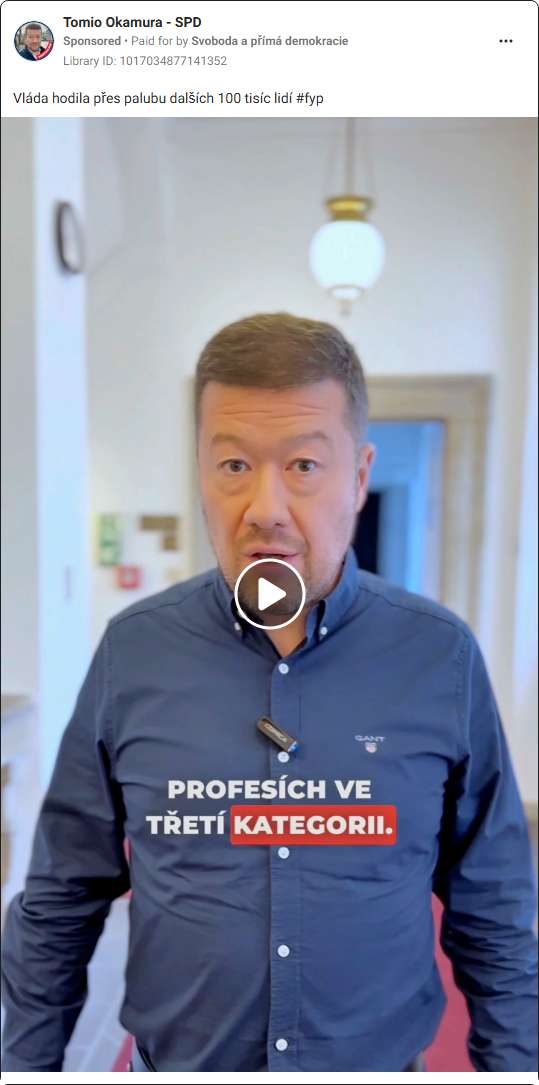 Tomio Okamura - SPD
Sponsored • Paid for by Svoboda a přímá demokracie
Library ID: 1017034877141352
Vláda hodila přes palubu dalších 100 tisíc lidí #fyp
GANT
PROFESÍCH VE
TŘETÍ KATEGORII.